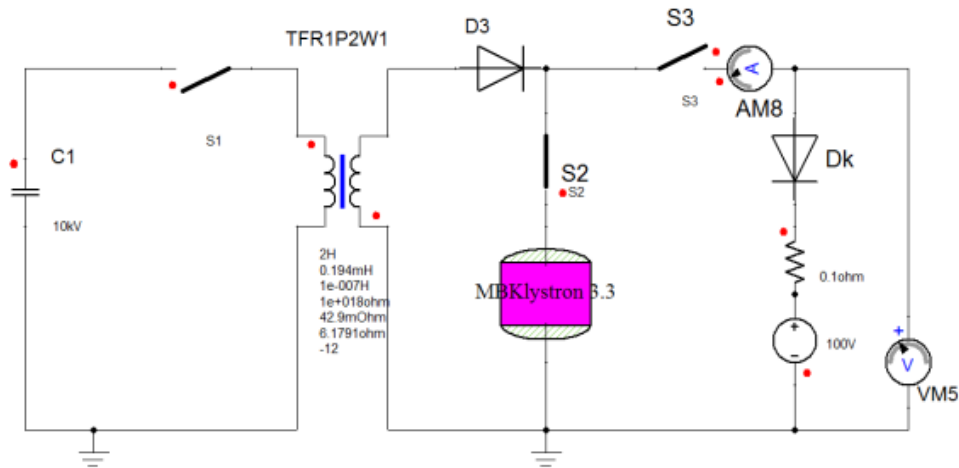 TFR1P2W1
D3
S3
S1
S3
A
AM8
C1
10kV
S2
S2
Dk
MBKlystron 3.3
2H
0.194mH
1e-007H
1e+018ohm
42.9mOhm
6.1791ohm
-12
0.1ohm
+
100V
-
+
V
VM5